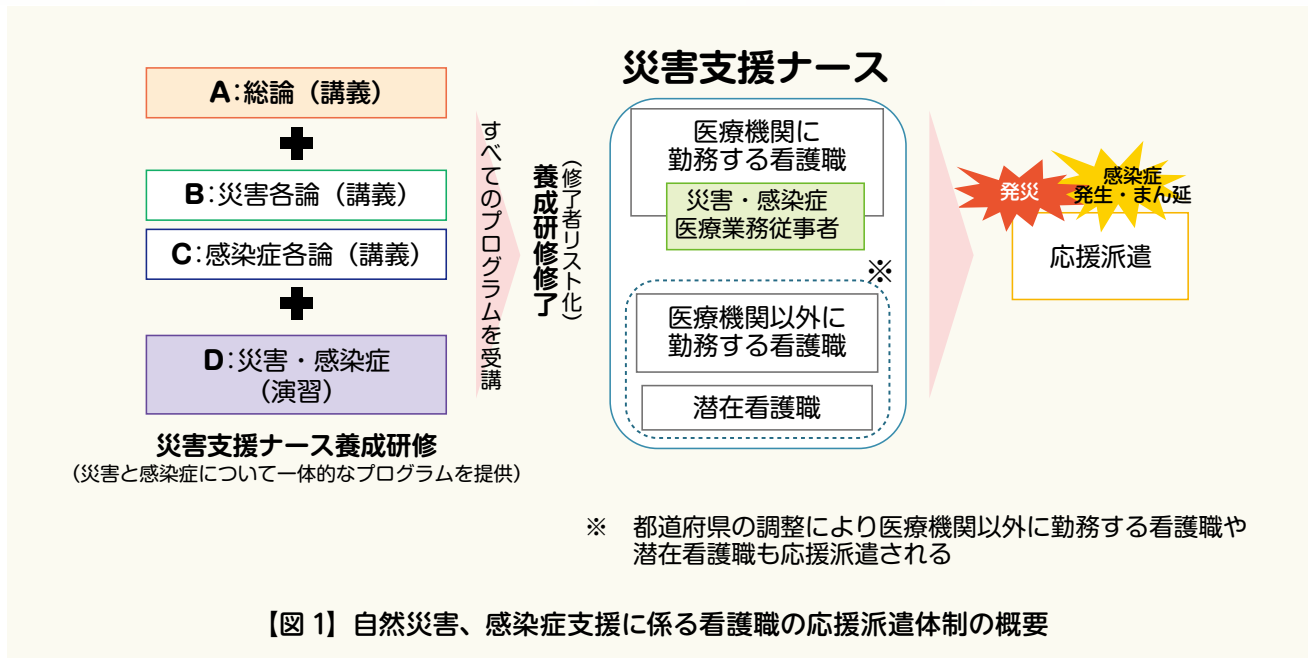 A:総論(講義)
+
B:災害各論(講義)
C:感染症各論(講義)
+
D:災害・感染症
(演習)
災害支援ナース養成研修
(災害と感染症について一体的なプログラムを提供)
すべてのプログラムを受講
養成研修修了
(修了者リスト化)
災害支援ナース
医療機関に
勤務する看護職
災害・感染症
医療業務従事者
※
医療機関以外に
勤務する看護職
潜在看護職
発災
感染症
発生・まん延
応援派遣
※ 都道府県の調整により医療機関以外に勤務する看護職や
潜在看護職も応援派遣される
【図 1】自然災害、感染症支援に係る看護職の応援派遣体制の概要